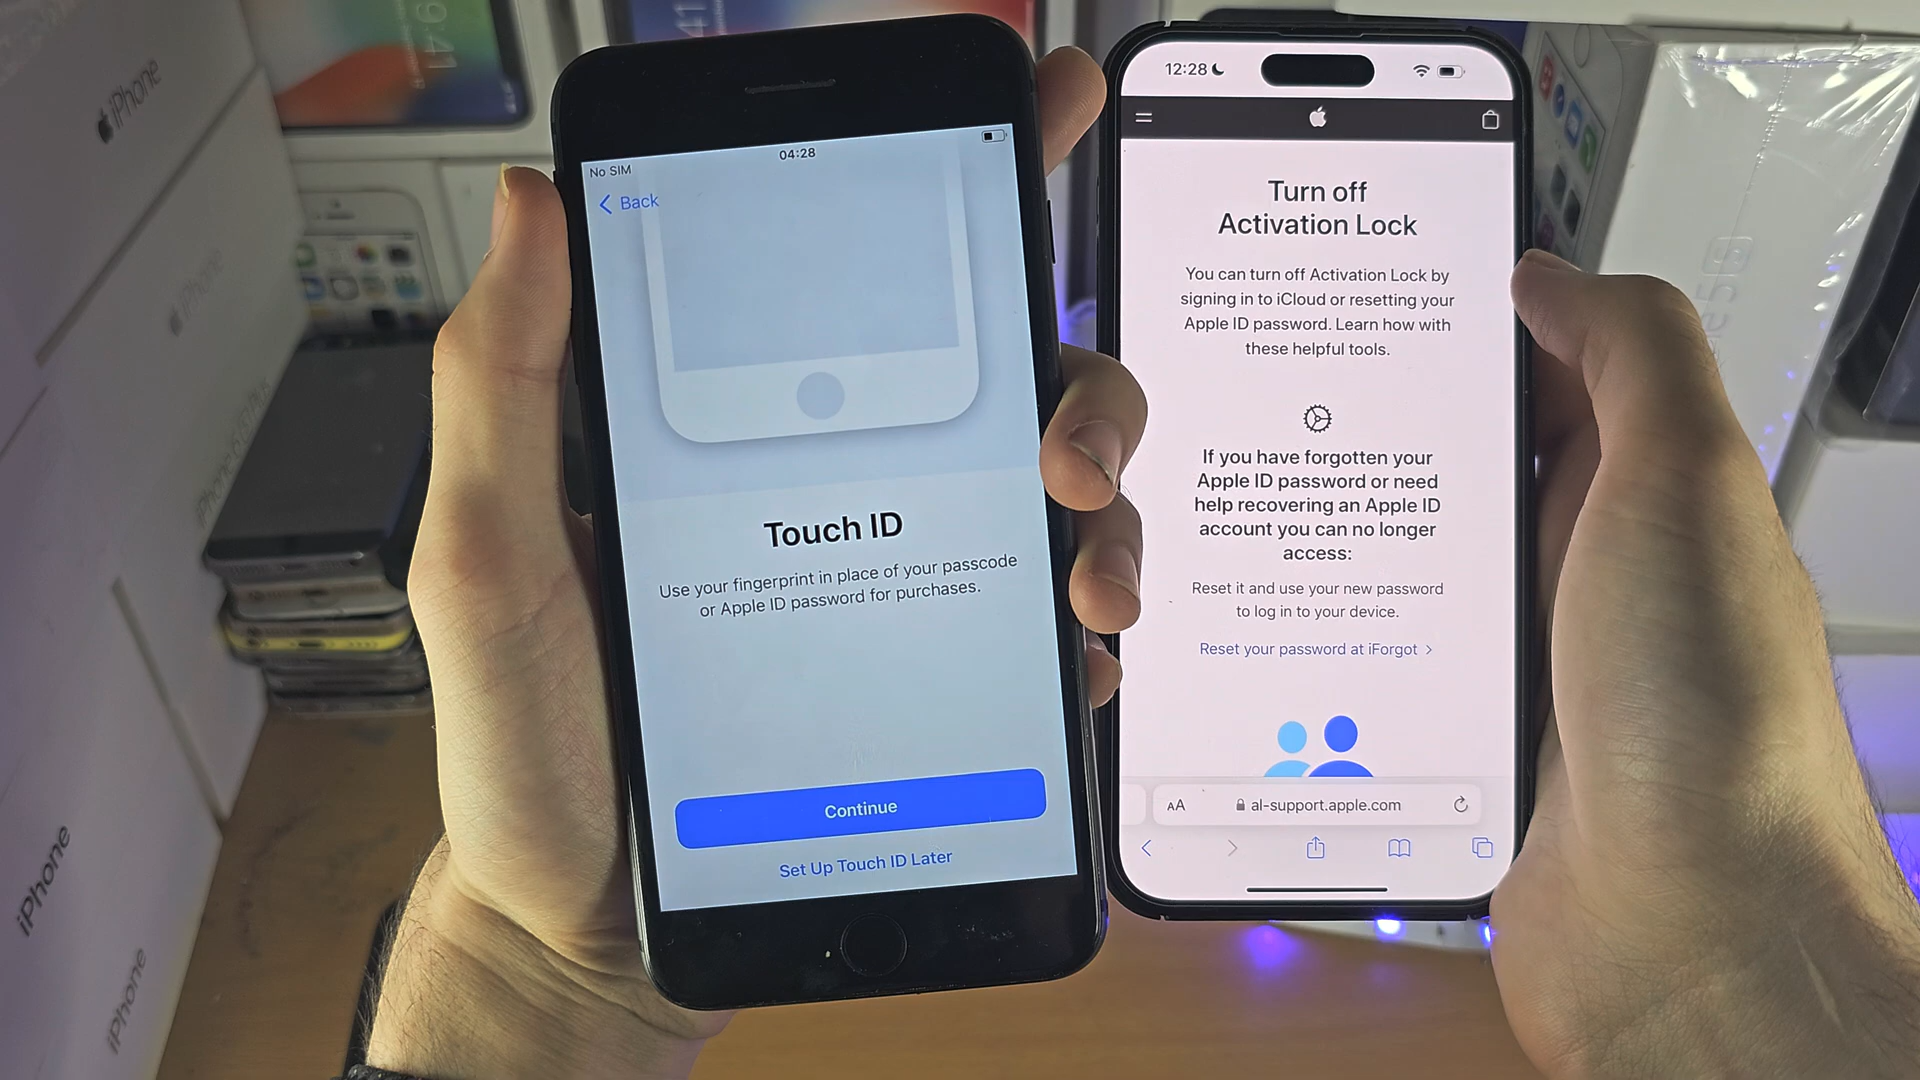 iPhone
iPhone
iPhone
iPhone
9:41
No SIM
04:28
Back
Touch ID
Use your fingerprint in place of your passcode
or Apple ID password for purchases.
Continue
Set Up Touch ID Later
12:28
Turn off
Activation Lock
You can turn off Activation Lock by
signing in to iCloud or resetting your
Apple ID password. Learn how with
these helpful tools.
If you have forgotten your
Apple ID password or need
help recovering an Apple ID
account you can no longer
access:
Reset it and use your new password
to log in to your device.
Reset your password at iForgot >
AA
al-support.apple.com